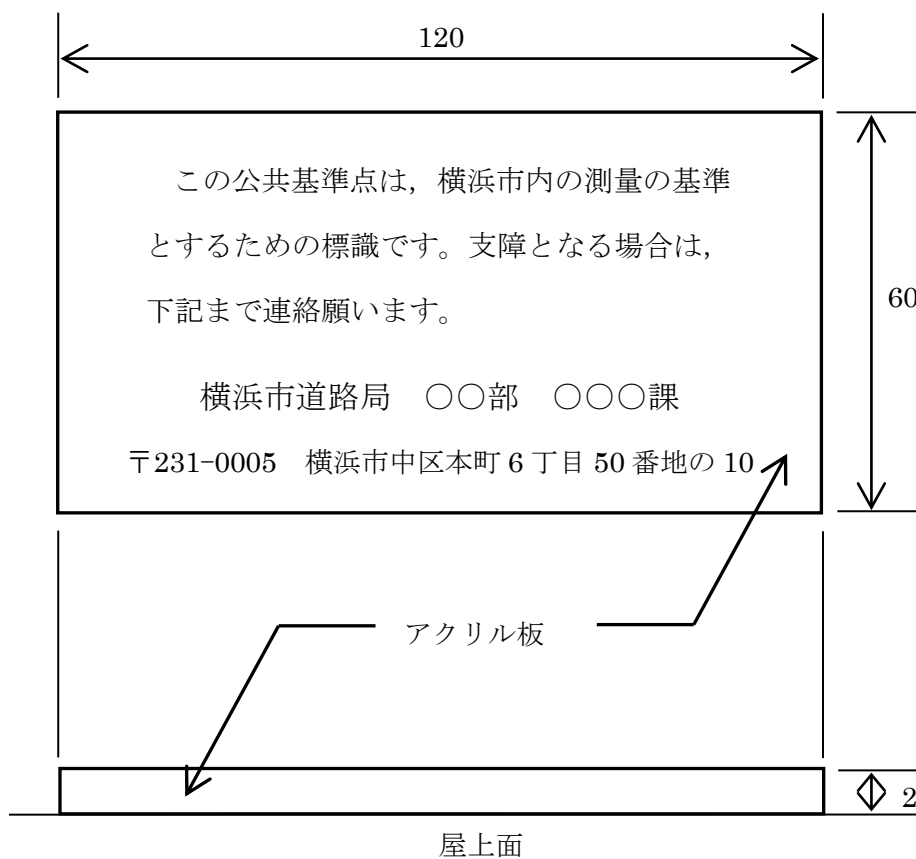 120
この公共基準点は，横浜市内の測量の基準
とするための標識です。支障となる場合は，
下記まで連絡願います。
60
横浜市道路局　○○部　○○○課
〒231-0005　横浜市中区本町 6 丁目 50 番地の 10
アクリル板
2
屋上面